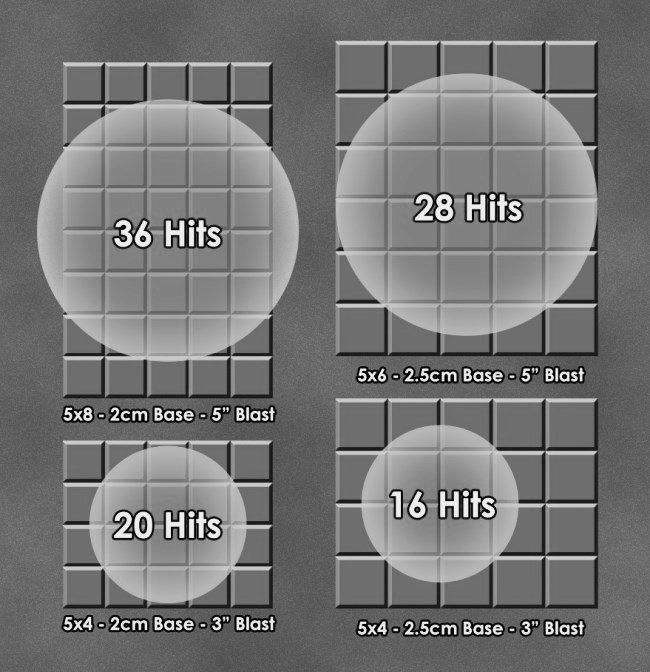 36 Hits
5x8 - 2cm Base - 5” Blast
28 Hits
5x6 - 2.5cm Base - 5” Blast
20 Hits
5x4 - 2cm Base - 3” Blast
16 Hits
5x4 - 2.5cm Base - 3” Blast